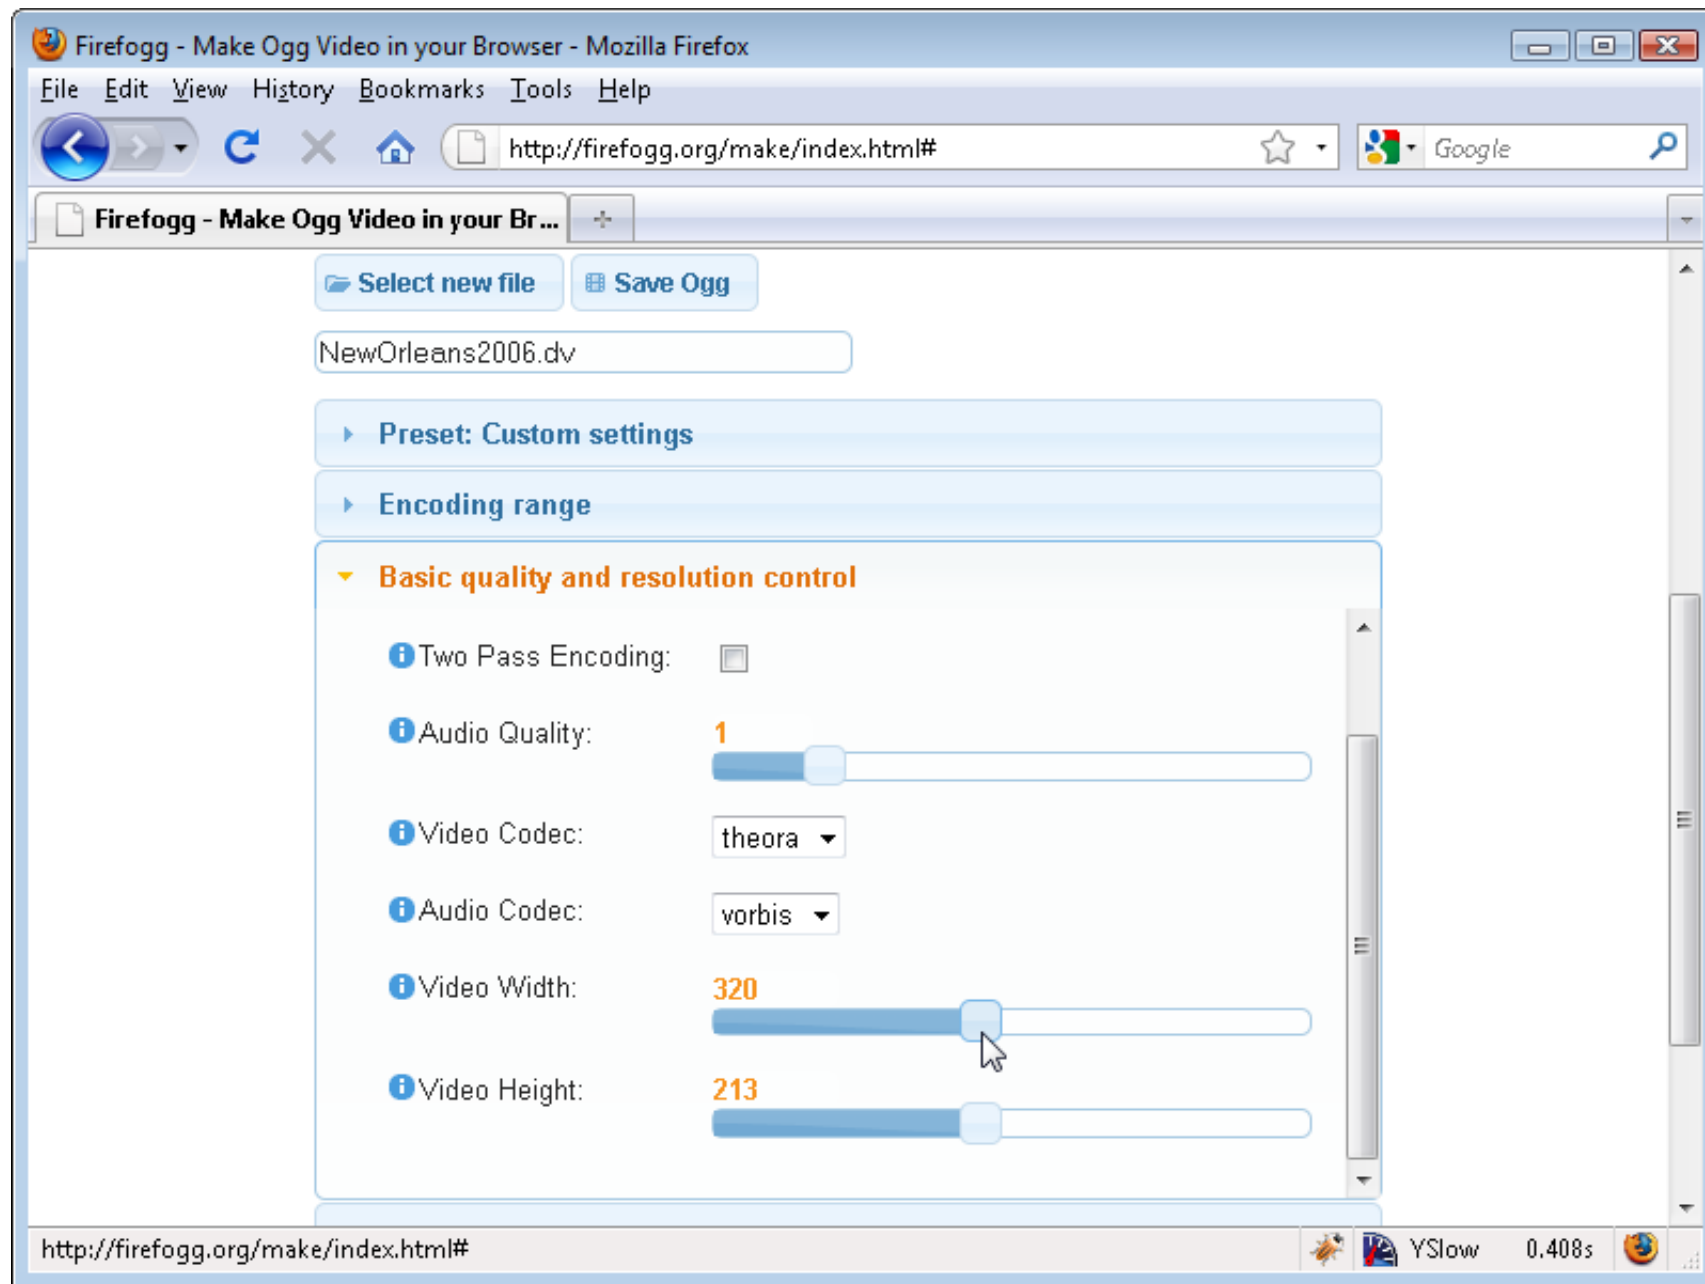 Firefogg - Make Ogg Video in your Browser - Mozilla Firefox
File Edit View History Bookmarks Tools Help
http://firefogg.org/make/index.html#
Google
Firefogg - Make Ogg Video in your Br...
Select new file
Save Ogg
NewOrleans2006.dv
Preset: Custom settings
Encoding range
Basic quality and resolution control
Two Pass Encoding:
Audio Quality: 1
Video Codec: theora
Audio Codec: vorbis
Video Width: 320
Video Height: 213
http://firefogg.org/make/index.html#
YSlow 0.408s